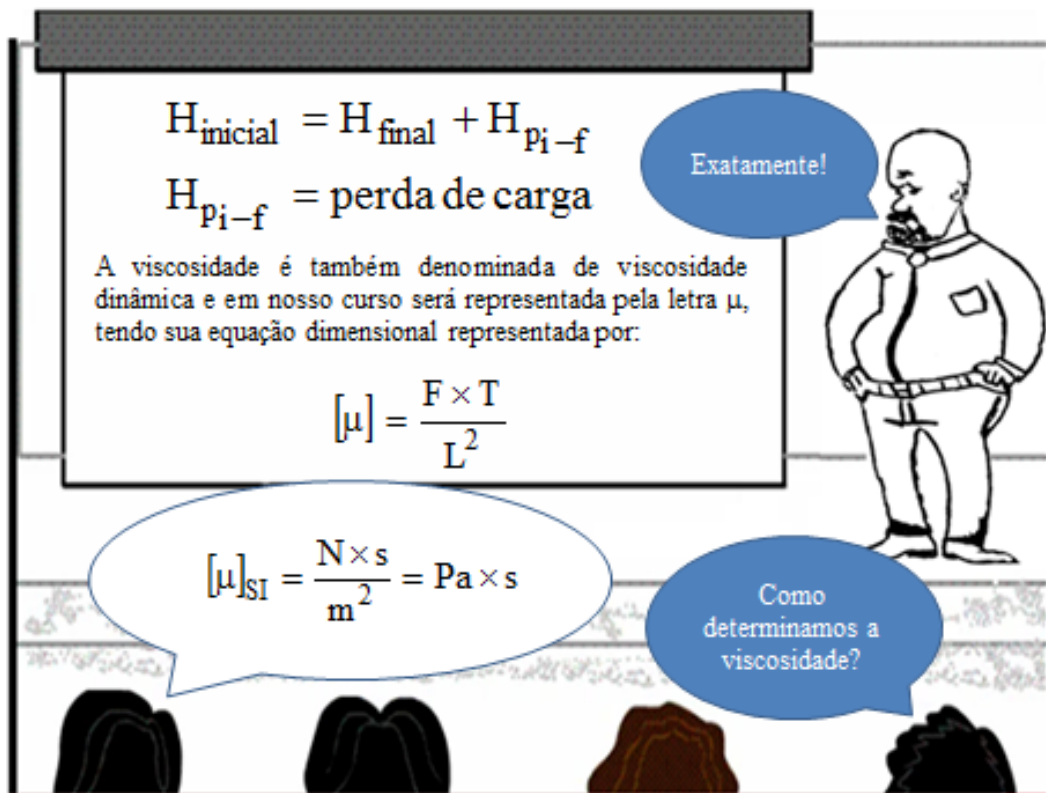 H_inicial = H_final + H_p_i–f
H_p_i–f = perda de carga
Exatamente!
A viscosidade é também denominada de viscosidade
dinâmica e em nosso curso será representada pela letra μ,
tendo sua equação dimensional representada por:
[μ] = F × T / L²
[μ]SI = N × s / m² = Pa × s
Como
determinamos a
viscosidade?